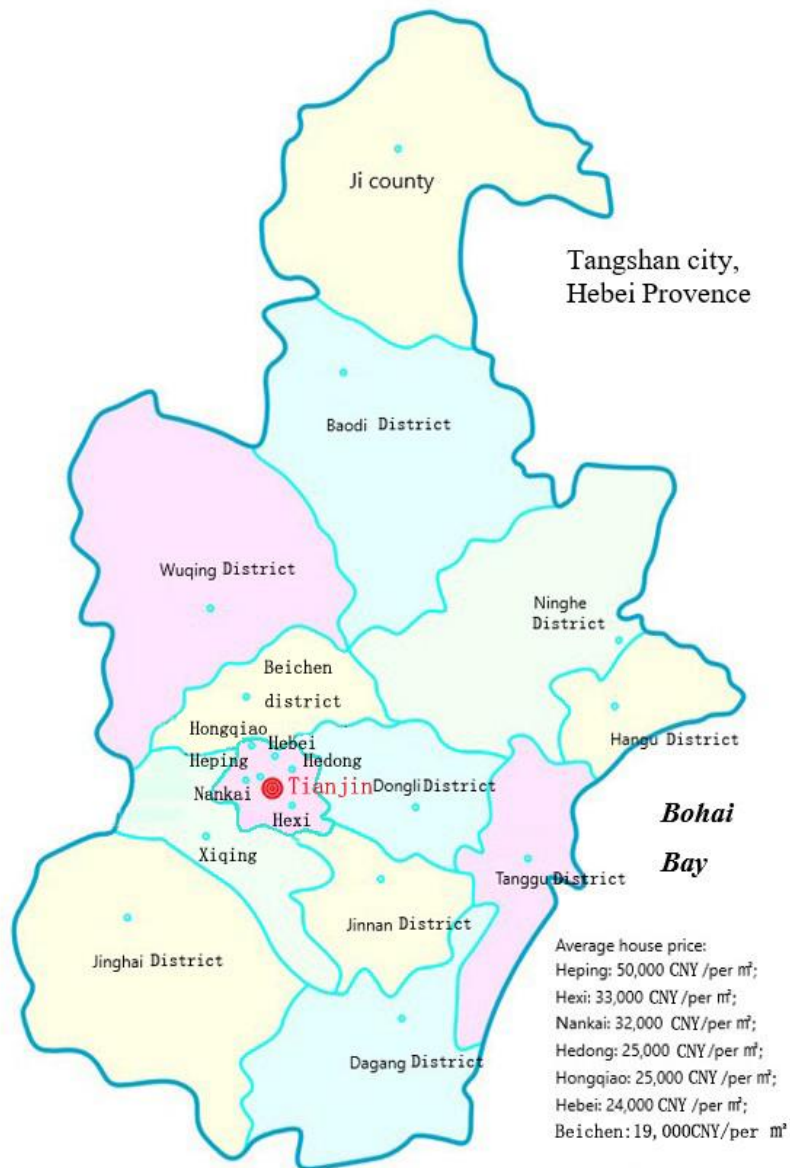 Ji county
Tangshan city,
Hebei Provence
Baodi District
Wuqing District
Ninghe
District
Beichen
district
Hongqiao
Hebei
Hangu District
Heping
Hedong
Nankai
Tianjin
Dongli District
Hexi
Bohai
Bay
Xiqing
Tanggu District
Jinnan District
Jinghai District
Dagang District
Average house price:
Heping: 50,000 CNY /per m²;
Hexi: 33,000 CNY /per m²;
Nankai: 32,000 CNY /per m²;
Hedong: 25,000 CNY /per m²;
Hongqiao: 25,000 CNY /per m²;
Hebei: 24,000 CNY /per m²;
Beichen:19,000CNY/per m²